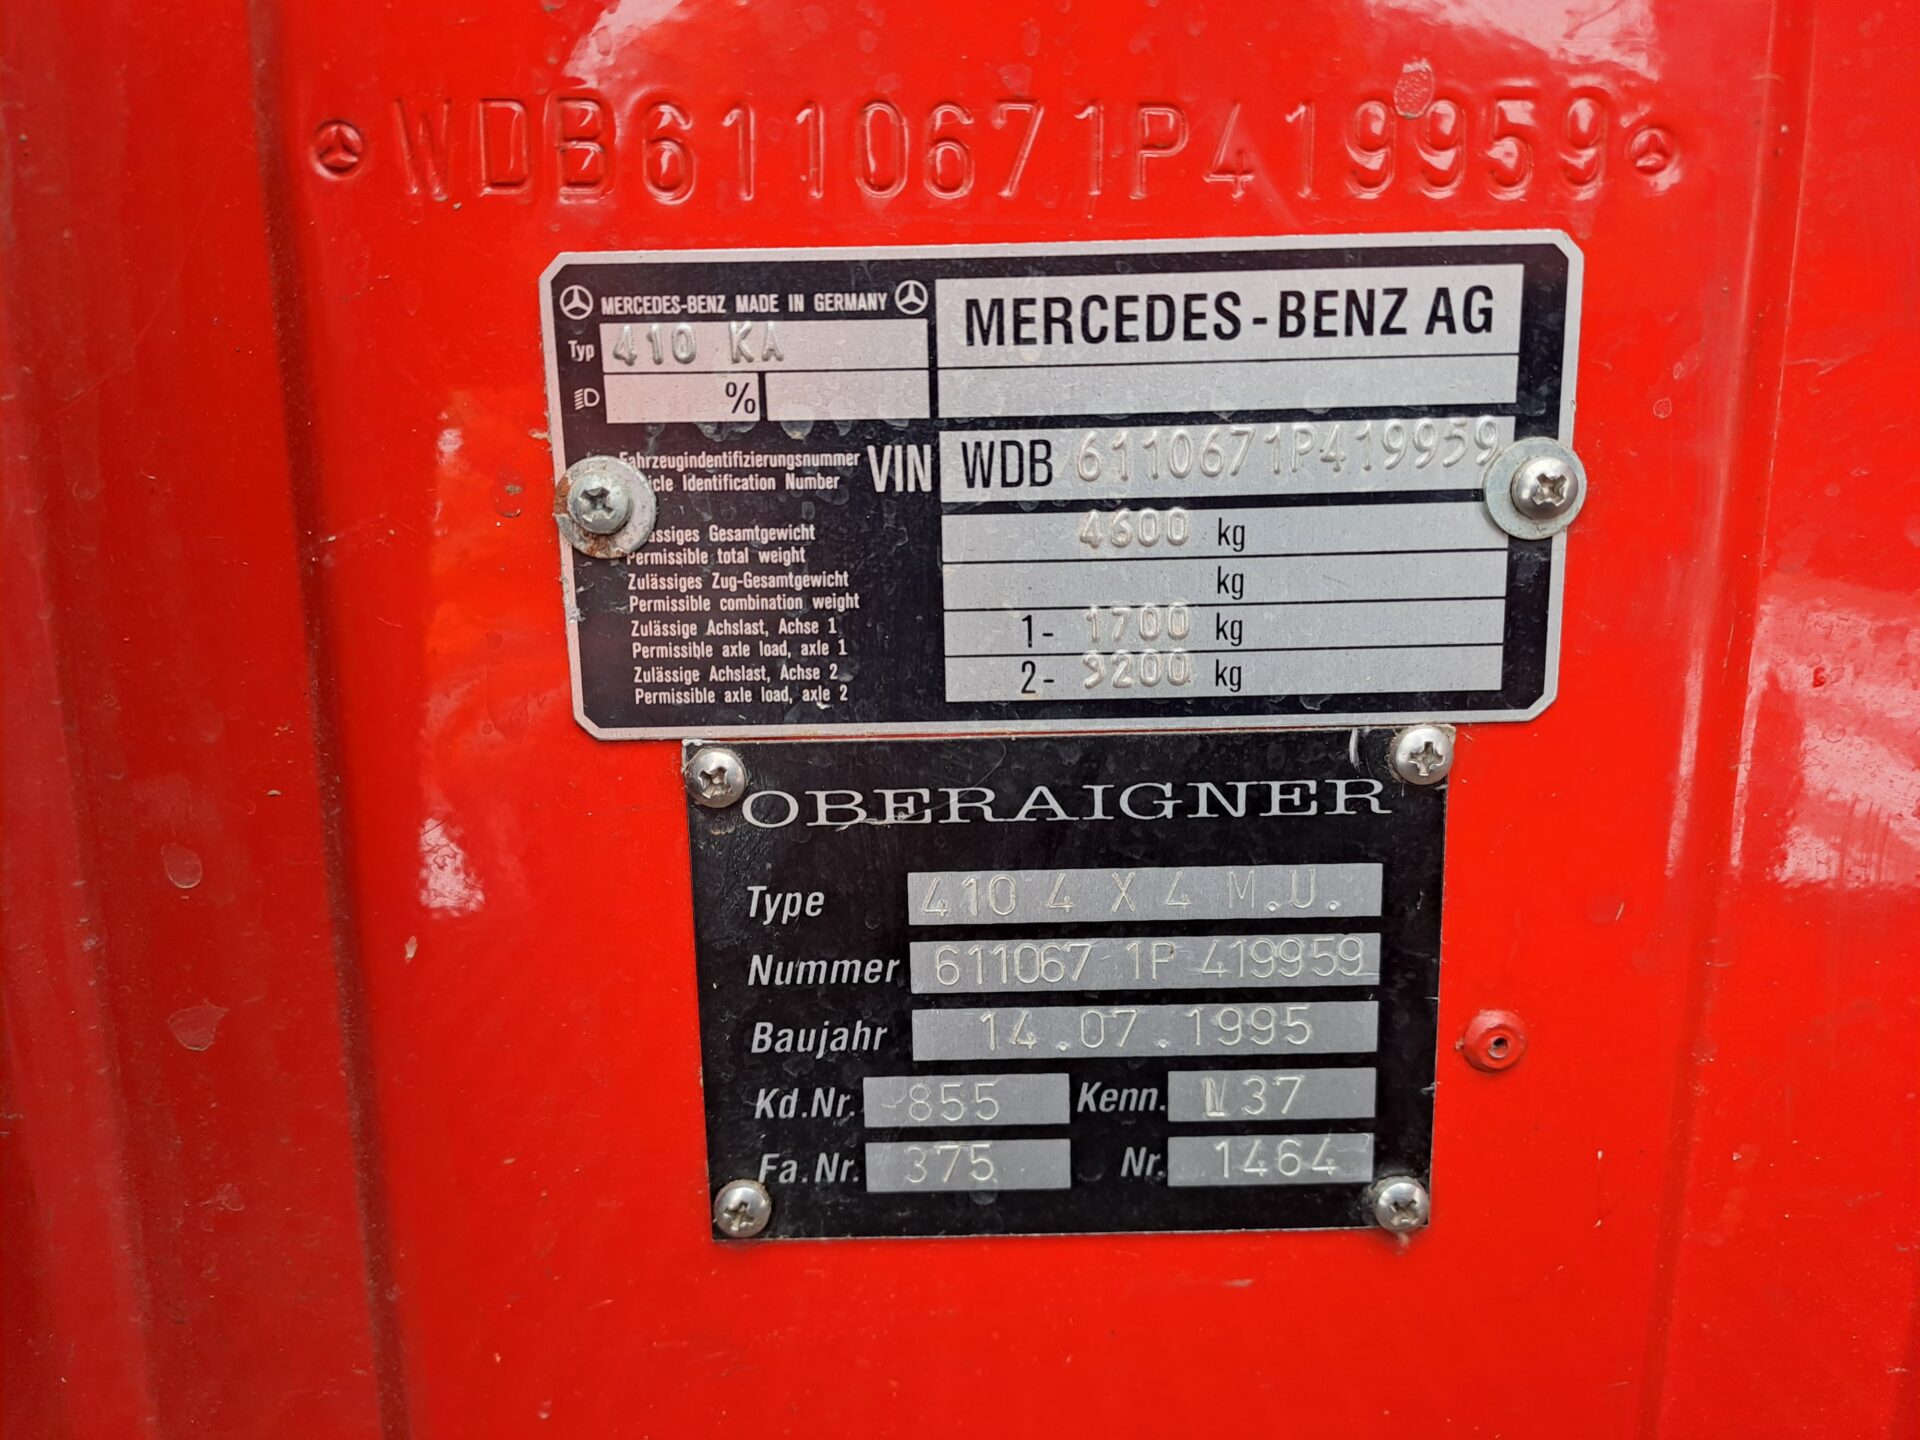 WDB6110671P419959
MERCEDES-BENZ MADE IN GERMANY
MERCEDES-BENZ AG
Typ 410 KA
%
Fahrzeugindentifizierungsnummer
Identification Number
VIN WDB 6110671P419959
Gesamtgewicht
Permissible total weight
4600 kg
Zulässiges Zug-Gesamtgewicht
Permissible combination weight
kg
Zulässige Achslast, Achse 1
Permissible axle load, axle 1
1- 1700 kg
Zulässige Achslast, Achse 2
Permissible axle load, axle 2
2- kg
OBERAIGNER
Type 410 4 X 4 M.U.
Nummer 611067 1P 419959
Baujahr 14.07.1995
Kd.Nr. 855 Kenn. 37
Fa.Nr. 375 Nr. 1464